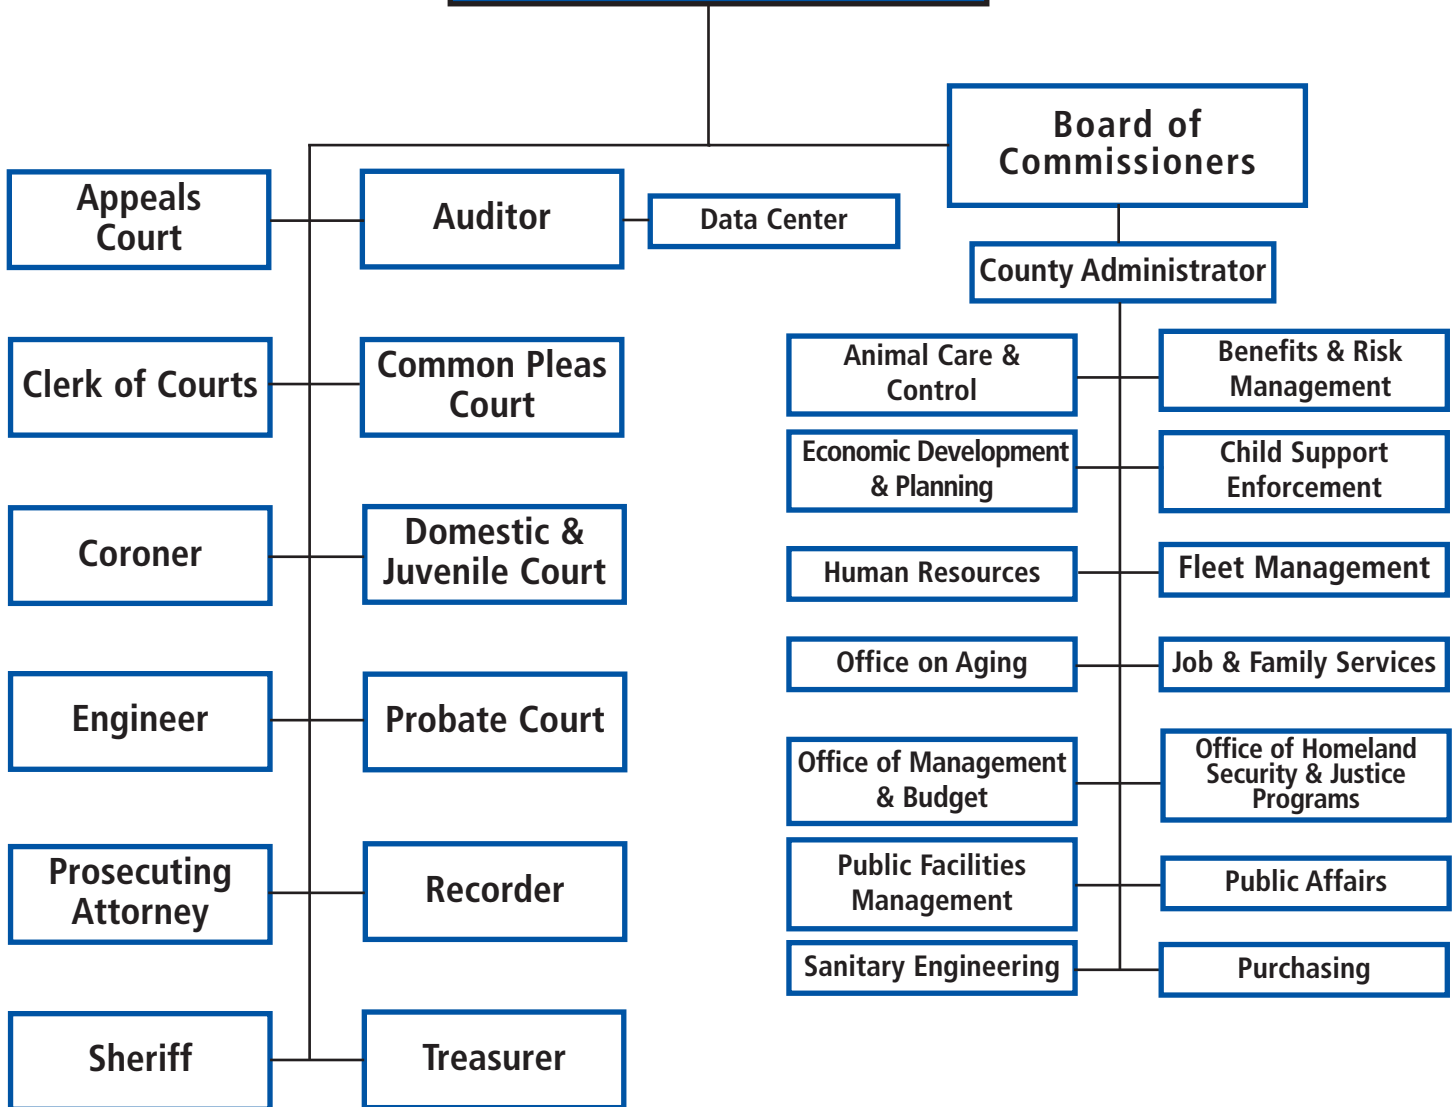 Board of
Commissioners
Appeals
Court
Auditor
Data Center
County Administrator
Clerk of Courts
Common Pleas
Court
Animal Care &
Control
Benefits & Risk
Management
Economic Development
& Planning
Child Support
Enforcement
Coroner
Domestic &
Juvenile Court
Human Resources
Fleet Management
Office on Aging
Job & Family Services
Engineer
Probate Court
Office of Management
& Budget
Office of Homeland
Security & Justice
Programs
Prosecuting
Attorney
Recorder
Public Facilities
Management
Public Affairs
Sanitary Engineering
Purchasing
Sheriff
Treasurer